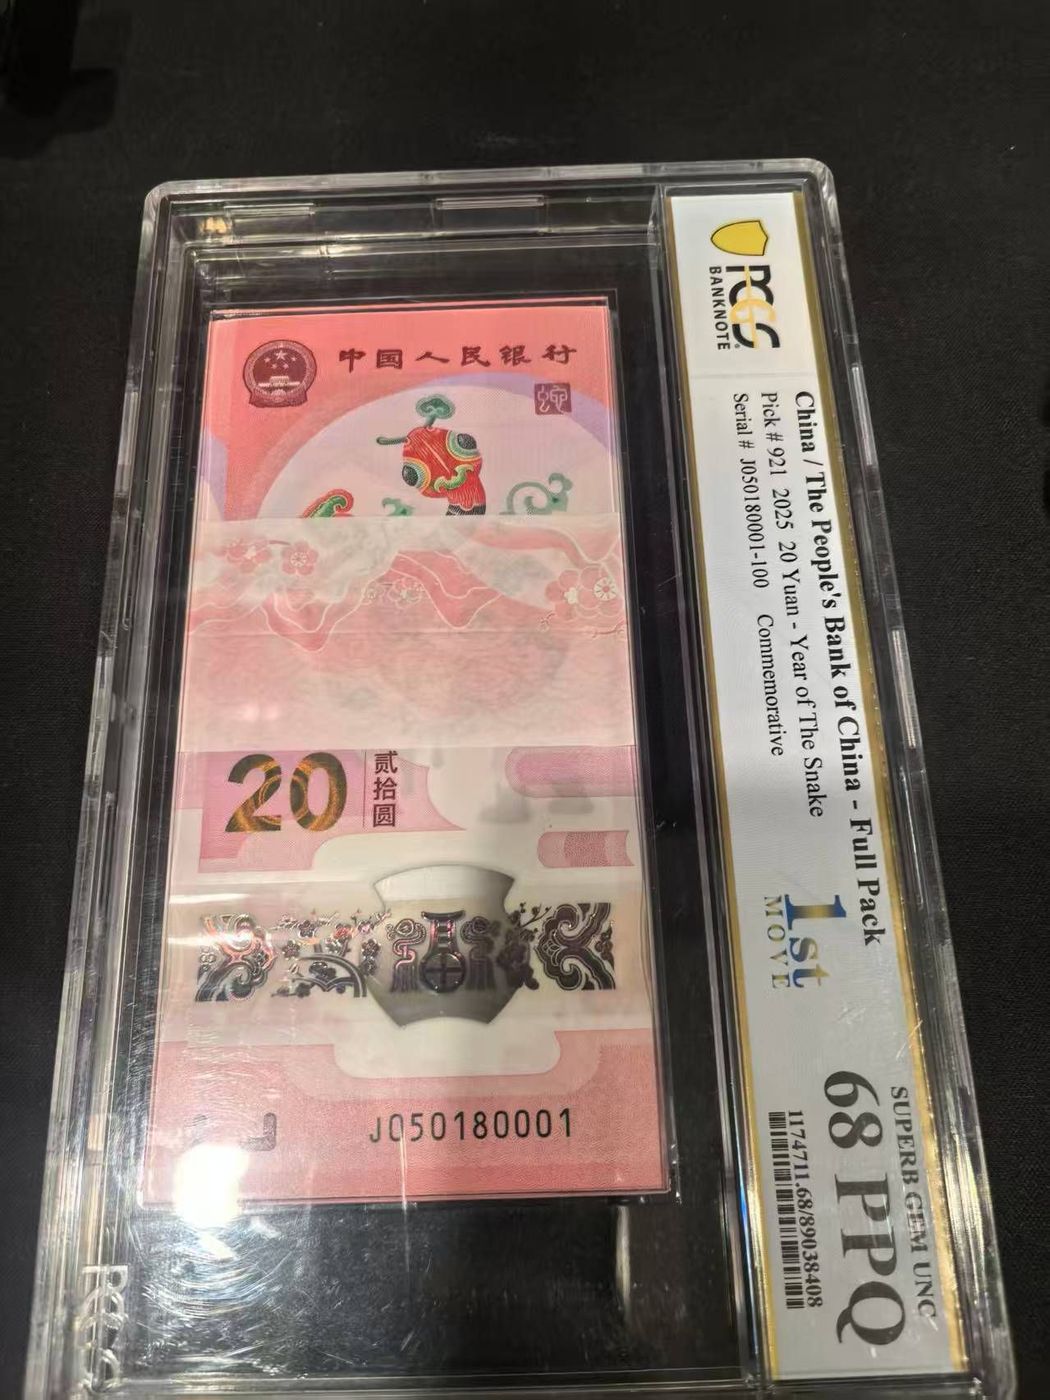 PCGS
BANKNOTE
China / The People's Bank of China - Full Pack
Pick # 921 2025 20 Yuan - Year of The Snake
Serial # J050180001-100 Commemorative
1st
MOVE
SUPERB GEM UNC
68 PPQ
1174711.68/89038408
中国人民银行
20
贰拾圆
J050180001